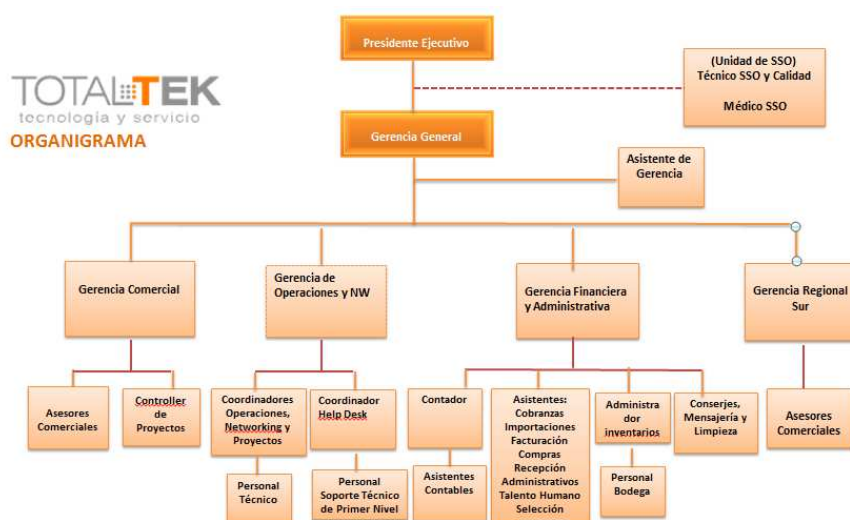 Presidente Ejecutivo
(Unidad de SSO)
Técnico SSO y Calidad
Médico SSO
TOTALTEK
tecnología y servicio
ORGANIGRAMA
Gerencia General
Asistente de
Gerencia
Gerencia Comercial
Gerencia de
Operaciones y NW
Gerencia Financiera
y Administrativa
Gerencia Regional
Sur
Asesores
Comerciales
Controller
de
Proyectos
Coordinadores
Operaciones,
Networking y
Proyectos
Coordinador
Help Desk
Contador
Asistentes:
Cobranzas
Importaciones
Facturación
Compras
Recepción
Administrativos
Talento Humano
Selección
Administra
dor
inventarios
Conserjes,
Mensajería y
Limpieza
Asesores
Comerciales
Personal
Técnico
Personal
Soporte Técnico
de Primer Nivel
Asistentes
Contables
Personal
Bodega